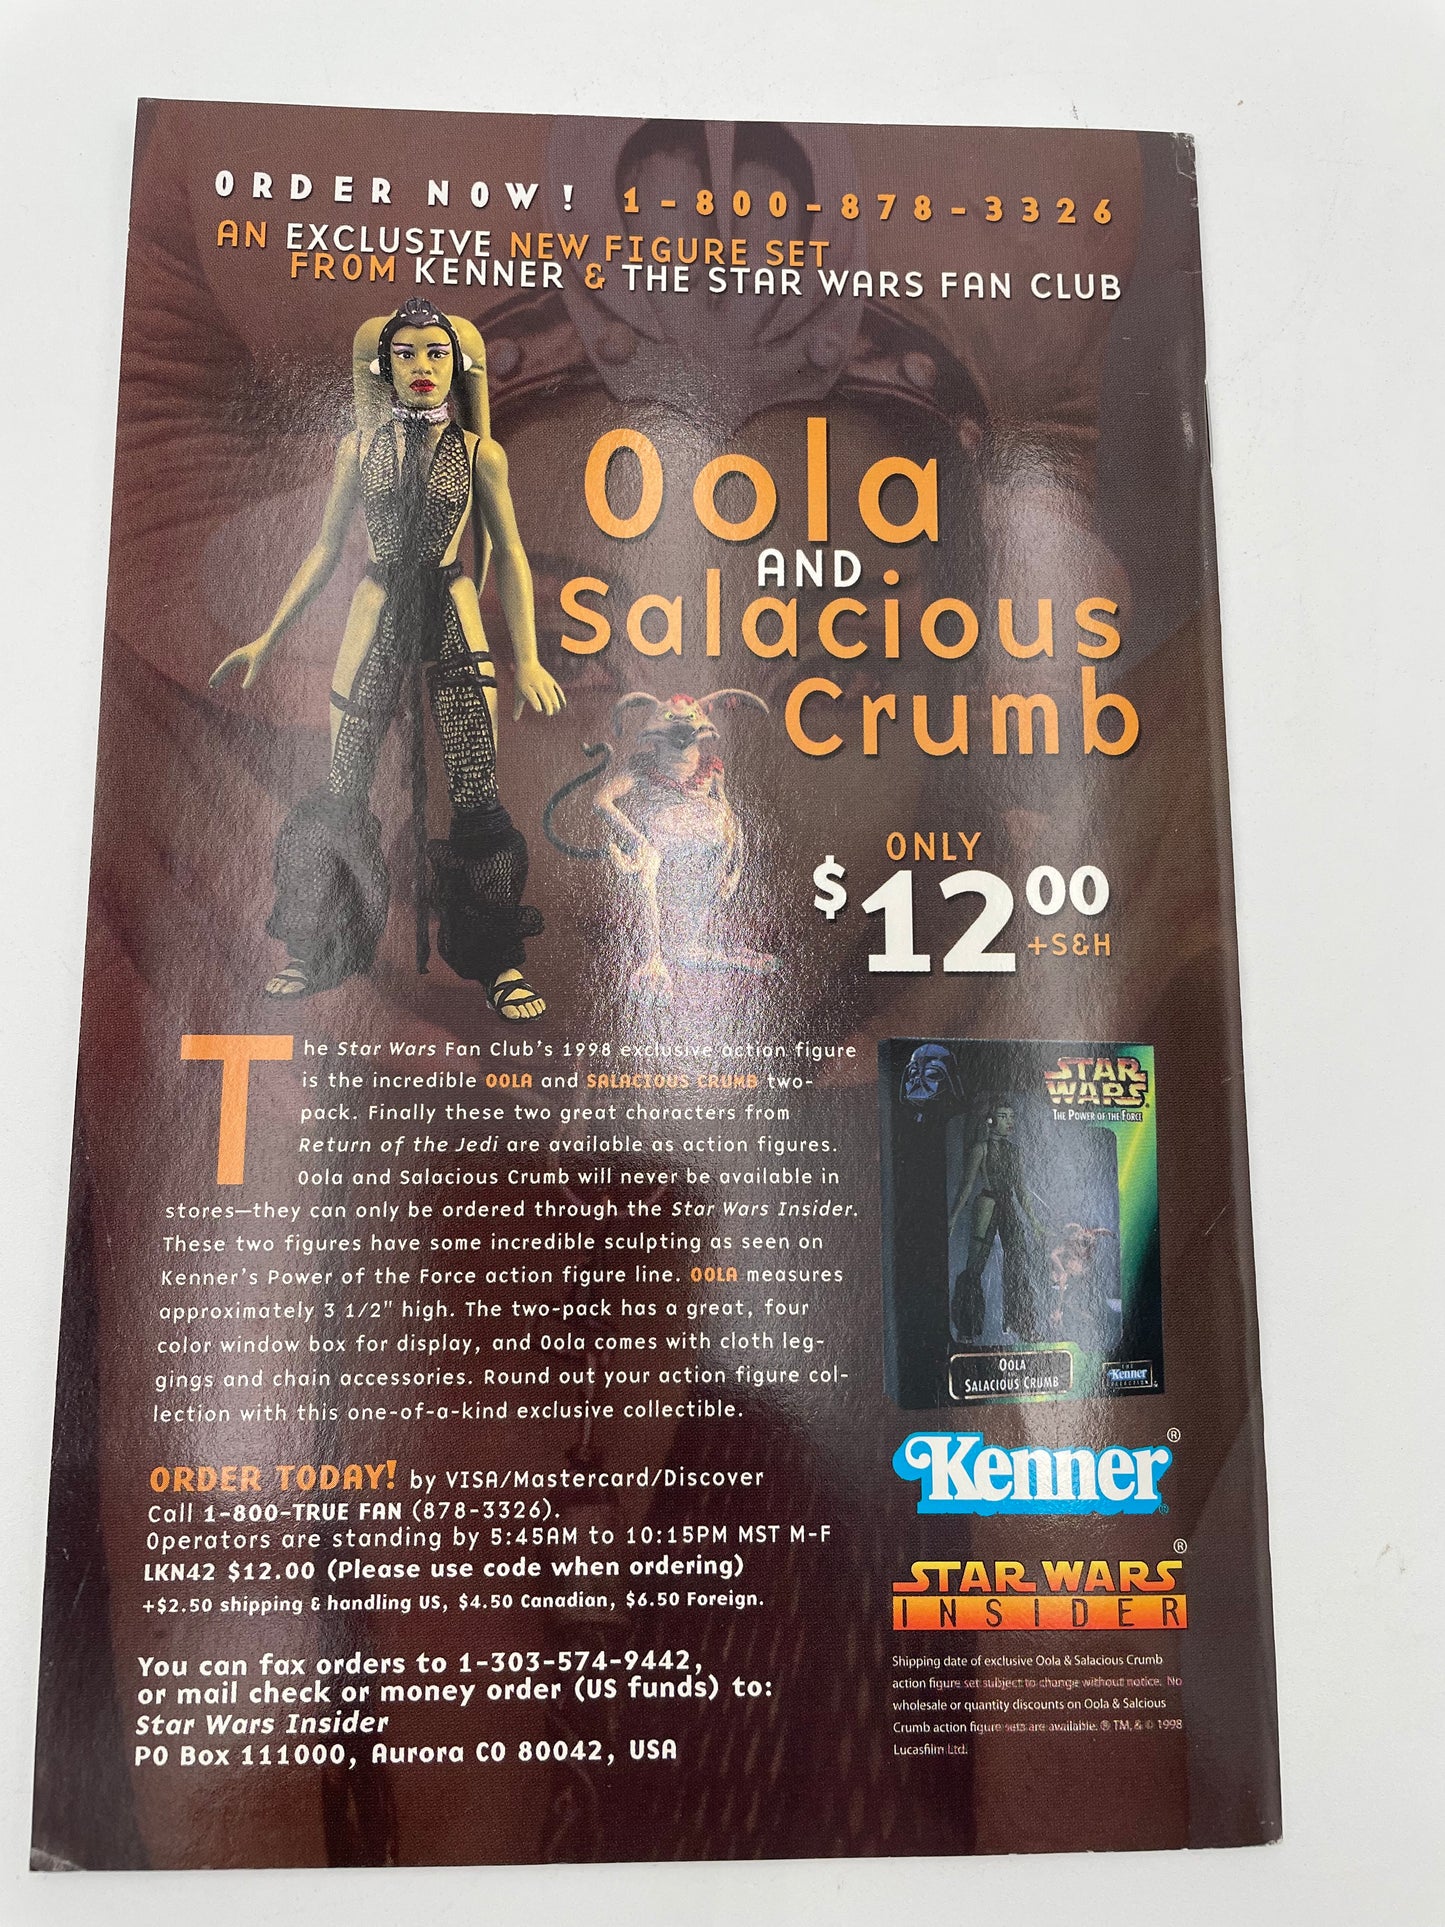 ORDER NOW! 1-800-878-3326
AN EXCLUSIVE NEW FIGURE SET
FROM KENNER & THE STAR WARS FAN CLUB
Oola
AND
Salacious
Crumb
ONLY
$1200
+S&H
The Star Wars Fan Club's 1998 exclusive action figure
is the incredible OOLA and SALACIOUS CRUMB two-
pack. Finally these two great characters from
Return of the Jedi are available as action figures.
Oola and Salacious Crumb will never be available in
stores—they can only be ordered through the Star Wars Insider.
These two figures have some incredible sculpting as seen on
Kenner's Power of the Force action figure line. OOLA measures
approximately 3 1/2" high. The two-pack has a great, four
color window box for display, and Oola comes with cloth leg-
gings and chain accessories. Round out your action figure col-
lection with this one-of-a-kind exclusive collectible.
STAR
WARS
THE POWER OF THE FORCE
OOLA
SALACIOUS CRUMB
THE
Kenner
COLLECTION
ORDER TODAY! by VISA/Mastercard/Discover
Call 1-800-TRUE FAN (878-3326).
Operators are standing by 5:45AM to 10:15PM MST M-F
LKN42 $12.00 (Please use code when ordering)
+$2.50 shipping & handling US, $4.50 Canadian, $6.50 Foreign.
You can fax orders to 1-303-574-9442,
or mail check or money order (US funds) to:
Star Wars Insider
PO Box 111000, Aurora CO 80042, USA
Kenner®
STAR WARS®
INSIDER
Shipping date of exclusive Oola & Salacious Crumb
action figure set subject to change without notice. No
wholesale or quantity discounts on Oola & Salcious
Crumb action figure sets are available. ® TM, & © 1998
Lucasfilm Ltd.